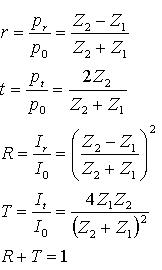 r = p_r / p_0 = (Z_2 − Z_1) / (Z_2 + Z_1)
t = p_t / p_0 = 2Z_2 / (Z_2 + Z_1)
R = I_r / I_0 = ((Z_2 − Z_1) / (Z_2 + Z_1))^2
T = I_t / I_0 = 4Z_1Z_2 / (Z_2 + Z_1)^2
R + T = 1